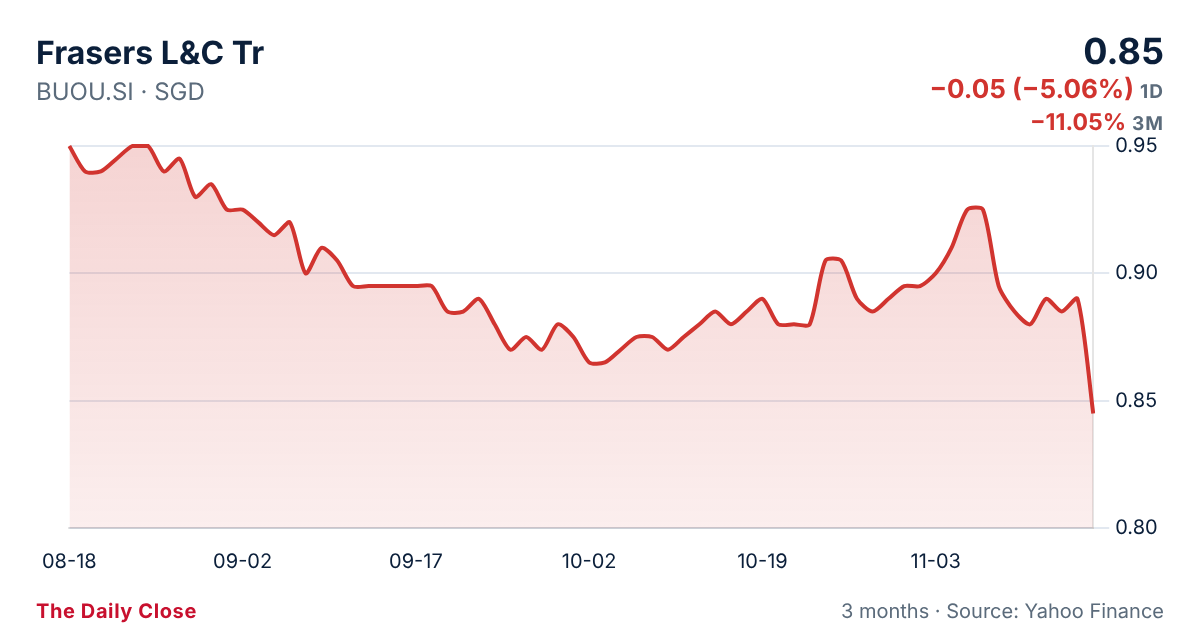 Frasers L&C Tr
0.85
BUOU.SI · SGD
−0.05 (−5.06%) 1D
−11.05% 3M
0.95
0.90
0.85
0.80
08-18
09-02
09-17
10-02
10-19
11-03
The Daily Close
3 months · Source: Yahoo Finance